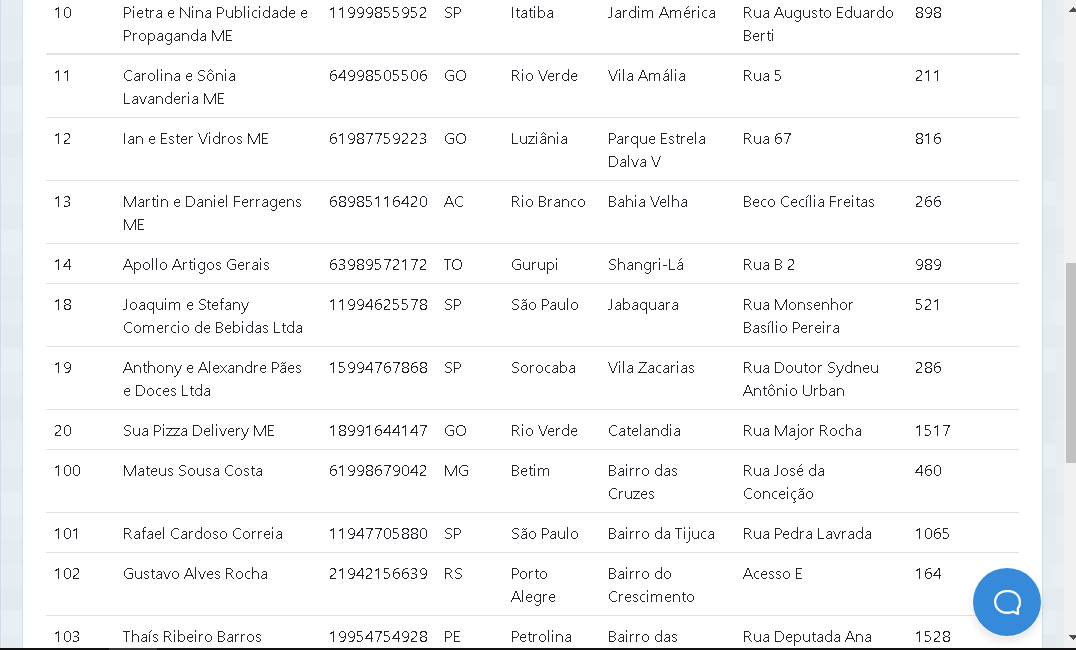 10 Pietra e Nina Publicidade e 11999855952 SP Itatiba Jardim América Rua Augusto Eduardo 898
Propaganda ME Berti
11 Carolina e Sônia 64998505506 GO Rio Verde Vila Amália Rua 5 211
Lavanderia ME
12 Ian e Ester Vidros ME 61987759223 GO Luziânia Parque Estrela Rua 67 816
Dalva V
13 Martin e Daniel Ferragens 68985116420 AC Rio Branco Bahia Velha Beco Cecília Freitas 266
ME
14 Apollo Artigos Gerais 63989572172 TO Gurupi Shangri-Lá Rua B 2 989
18 Joaquim e Stefany 11994625578 SP São Paulo Jabaquara Rua Monsenhor 521
Comercio de Bebidas Ltda Basílio Pereira
19 Anthony e Alexandre Pães 15994767868 SP Sorocaba Vila Zacarias Rua Doutor Sydneu 286
e Doces Ltda Antônio Urban
20 Sua Pizza Delivery ME 18991644147 GO Rio Verde Catelandia Rua Major Rocha 1517
100 Mateus Sousa Costa 61998679042 MG Betim Bairro das Rua José da 460
Cruzes Conceição
101 Rafael Cardoso Correia 11947705880 SP São Paulo Bairro da Tijuca Rua Pedra Lavrada 1065
102 Gustavo Alves Rocha 21942156639 RS Porto Bairro do Acesso E 164
Alegre Crescimento
103 Thaís Ribeiro Barros 19954754928 PE Petrolina Bairro das Rua Deputada Ana 1528